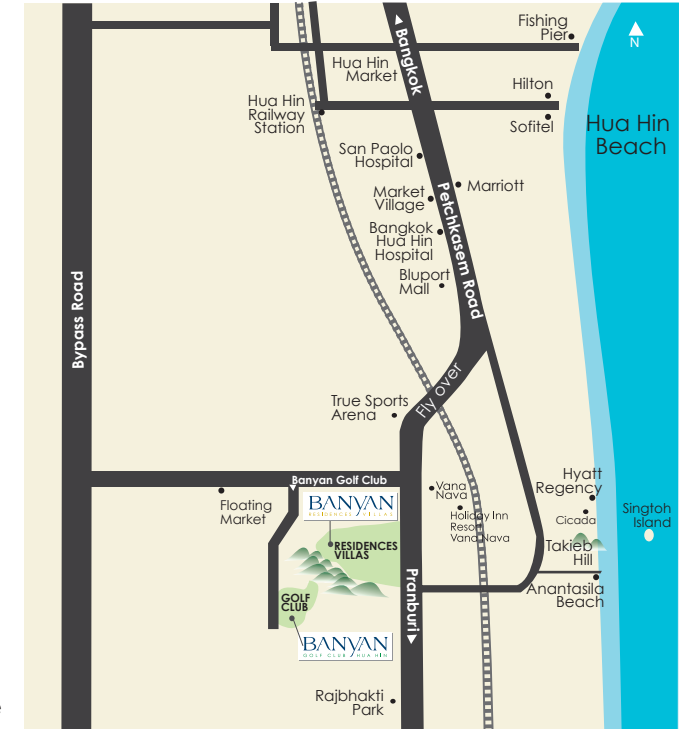 Fishing
Pier
N
Bangkok
Hua Hin
Market
Hilton
Hua Hin
Railway
Station
Sofitel
Hua Hin
Beach
San Paolo
Hospital
Marriott
Market
Village
Petchkasem Road
Bangkok
Hua Hin
Hospital
Bluport
Mall
Bypass Road
Fly over
True Sports
Arena
Banyan Golf Club
Hyatt
Regency
Vana
Nava
Floating
Market
BANYAN
RESIDENCES VILLAS
Holiday Inn
Resort
Vana Nava
Cicada
Singtoh
Island
RESIDENCES
VILLAS
Takieb
Hill
Pranburi
Anantasila
Beach
GOLF
CLUB
BANYAN
GOLF CLUB HUA HIN
Rajbhakti
Park